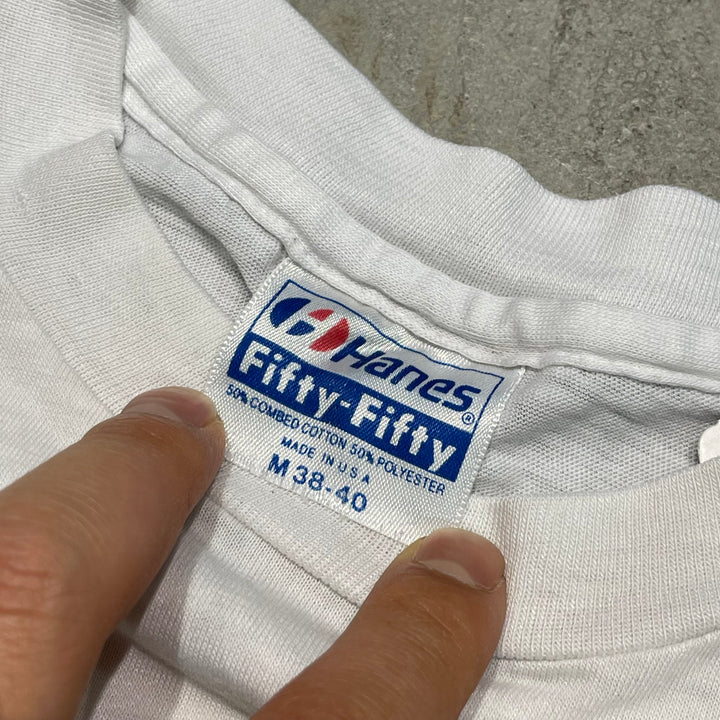 Hanes®
Fifty-Fifty
50% COMBED COTTON 50% POLYESTER
MADE IN U S A
M 38-40